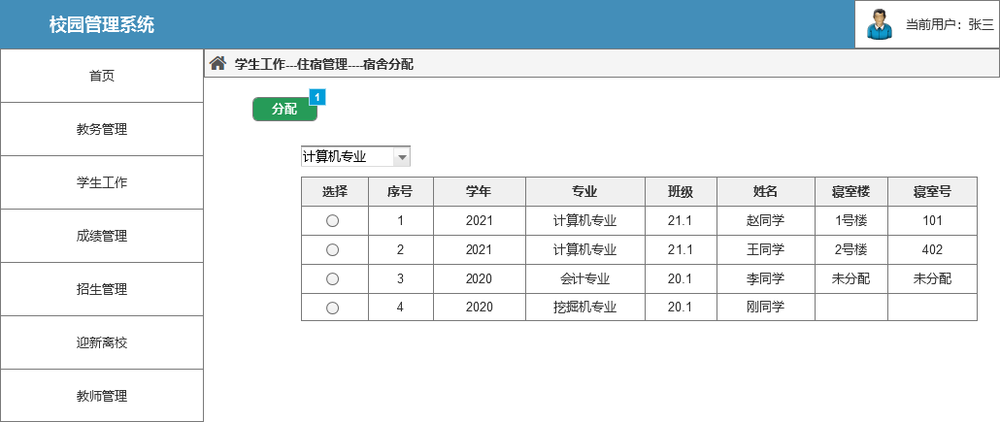 校园管理系统
当前用户：张三
首页
教务管理
学生工作
成绩管理
招生管理
迎新离校
教师管理
学生工作---住宿管理----宿舍分配
分配
1
计算机专业
选择 序号 学年 专业 班级 姓名 寝室楼 寝室号
1 2021 计算机专业 21.1 赵同学 1号楼 101
2 2021 计算机专业 21.1 王同学 2号楼 402
3 2020 会计专业 20.1 李同学 未分配 未分配
4 2020 挖掘机专业 20.1 刚同学